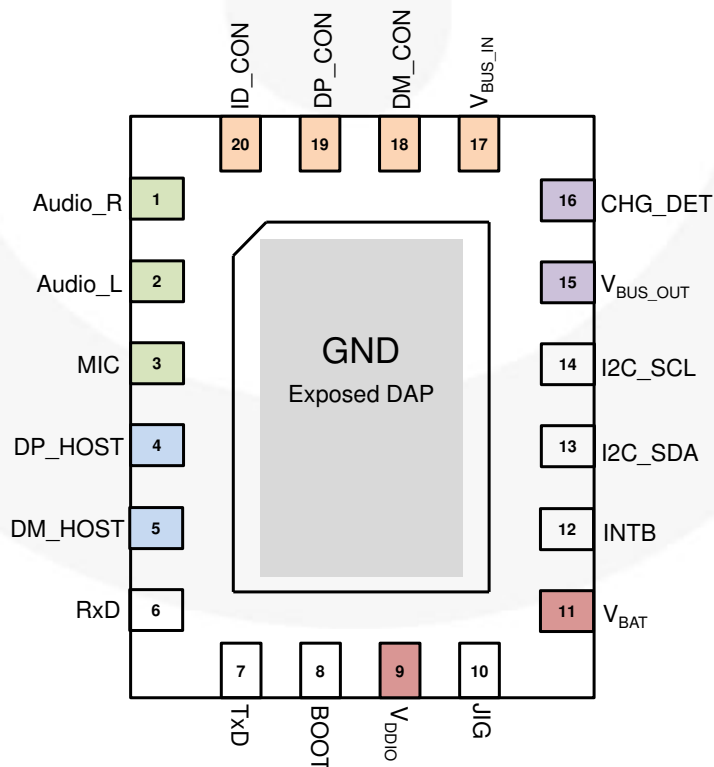 ID_CON
DP_CON
DM_CON
VBUS_IN
20
19
18
17
Audio_R 1
16 CHG_DET
Audio_L 2
15 VBUS_OUT
MIC 3
14 I2C_SCL
GND
Exposed DAP
DP_HOST 4
13 I2C_SDA
DM_HOST 5
12 INTB
RxD 6
11 VBAT
7
8
9
10
TxD
BOOT
VDDIO
JIG